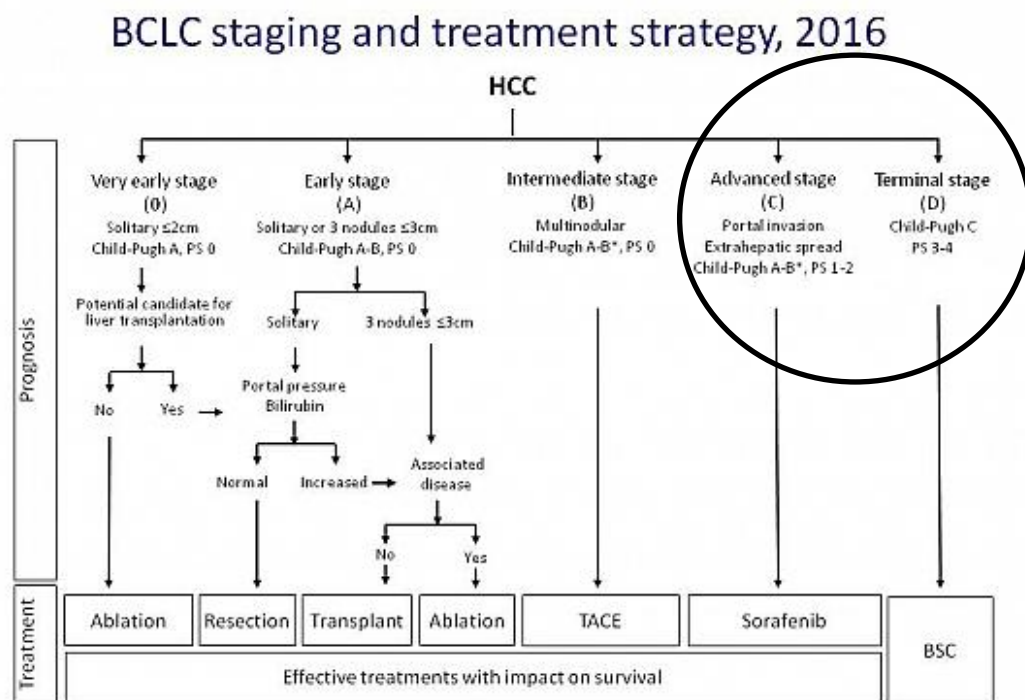 BCLC staging and treatment strategy, 2016
HCC
Prognosis
Very early stage
(0)
Solitary ≤2cm
Child-Pugh A, PS 0
Potential candidate for
liver transplantation
No
Yes
Early stage
(A)
Solitary or 3 nodules ≤3cm
Child-Pugh A-B, PS 0
Solitary
3 nodules ≤3cm
Portal pressure
Bilirubin
Normal
Increased
Associated
disease
No
Yes
Intermediate stage
(B)
Multinodular
Child-Pugh A-B*, PS 0
Advanced stage
(C)
Portal invasion
Extrahepatic spread
Child-Pugh A-B*, PS 1-2
Terminal stage
(D)
Child-Pugh C
PS 3-4
Treatment
Ablation
Resection
Transplant
Ablation
TACE
Sorafenib
BSC
Effective treatments with impact on survival